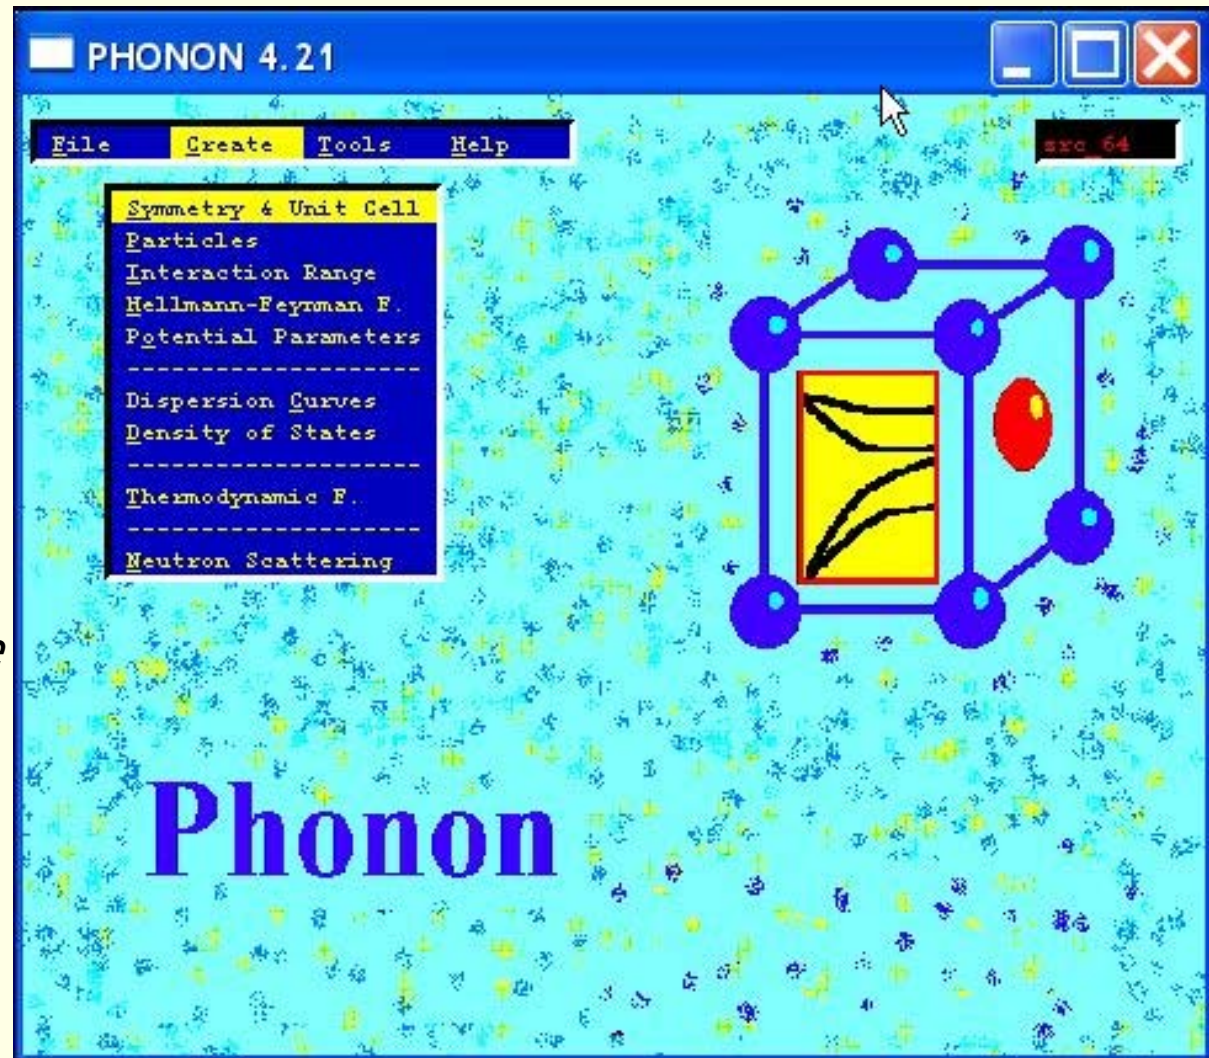 PHONON 4.21
File Create Tools Help
src_64
Symmetry & Unit Cell
Particles
Interaction Range
Hellmann-Feynman F.
Potential Parameters
--------------------
Dispersion Curves
Density of States
--------------------
Thermodynamic F.
--------------------
Neutron Scattering
Phonon